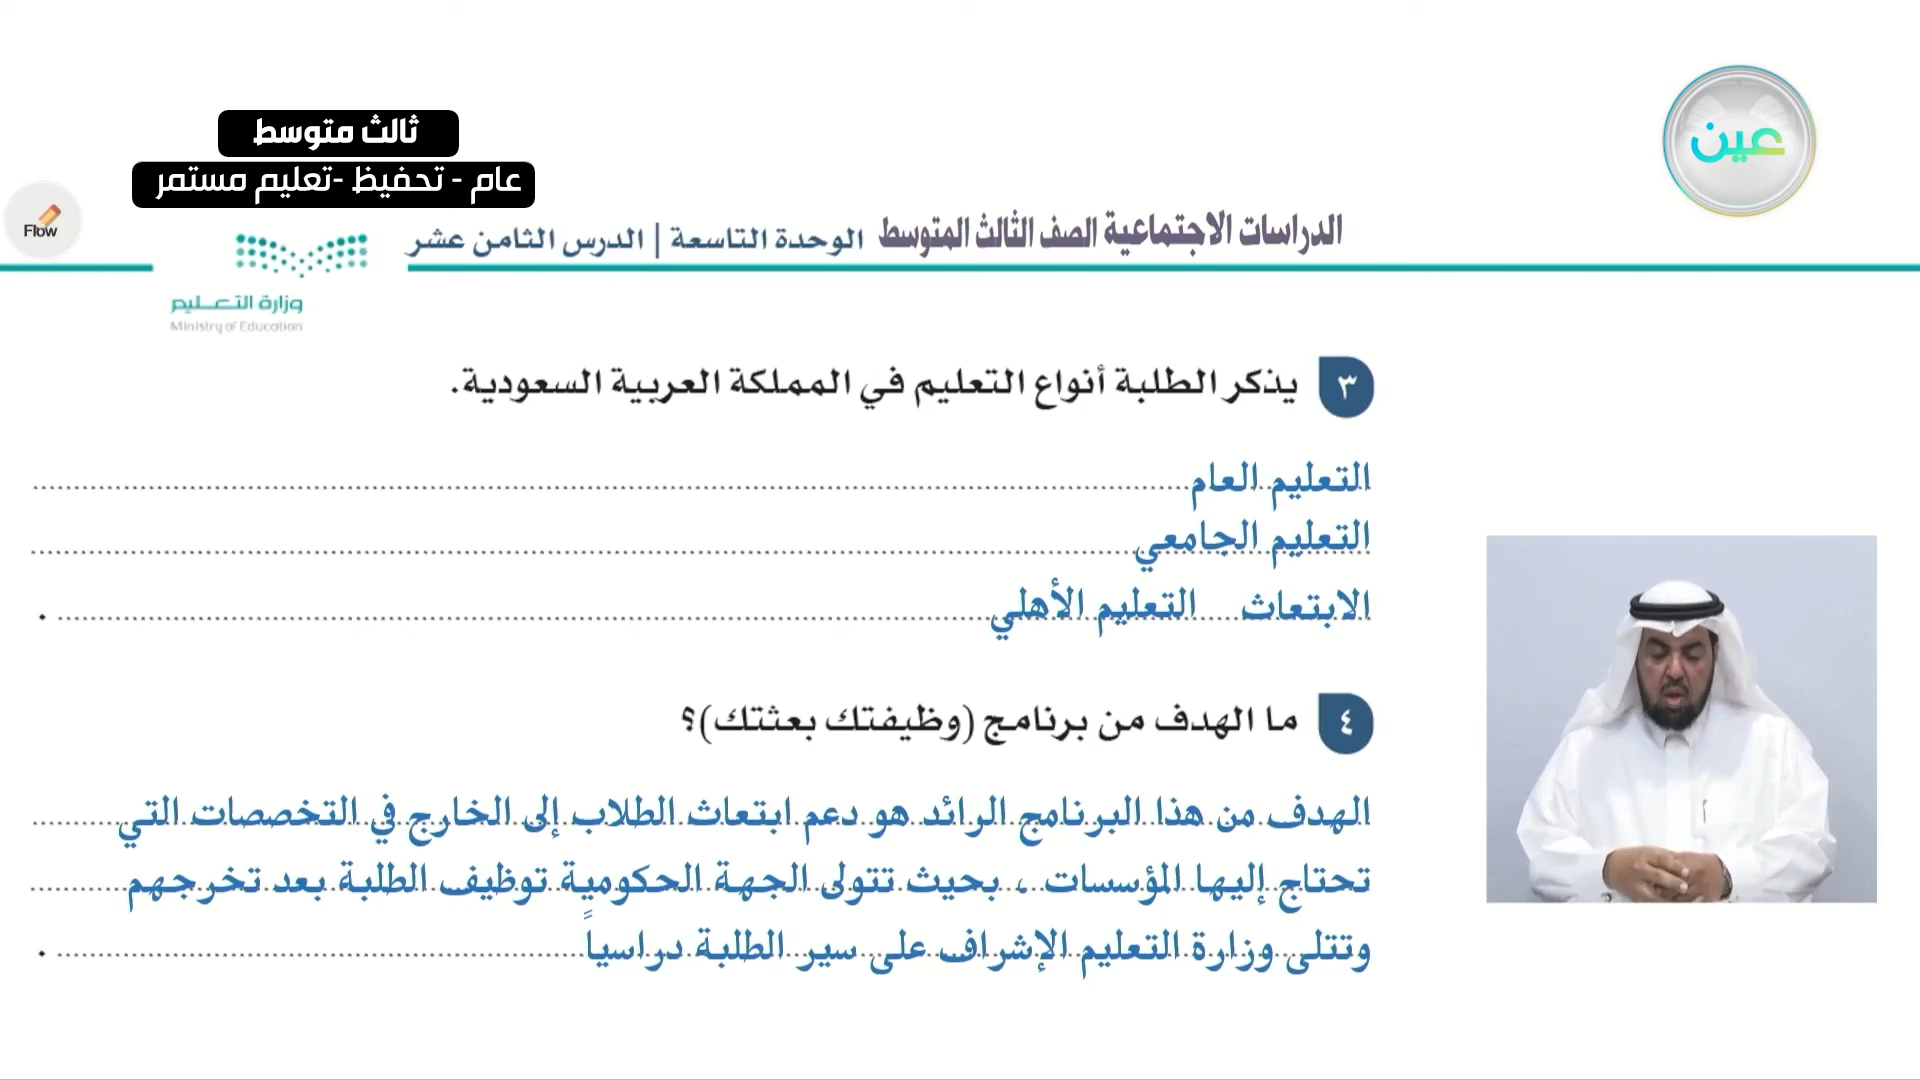 ثالث متوسط
عام - تحفيظ -تعليم مستمر
عين
Flow
الدراسات الاجتماعية الصف الثالث المتوسط الوحدة التاسعة | الدرس الثامن عشر
وزارة التعليم
Ministry of Education
٣ يذكر الطلبة أنواع التعليم في المملكة العربية السعودية.
التعليم العام
التعليم الجامعي
الابتعاث التعليم الأهلي
٤ ما الهدف من برنامج (وظيفتك بعثتك)؟
الهدف من هذا البرنامج الرائد هو دعم ابتعاث الطلاب إلى الخارج في التخصصات التي
تحتاج إليها المؤسسات ، بحيث تتولى الجهة الحكومية توظيف الطلبة بعد تخرجهم
وتتلى وزارة التعليم الإشراف على سير الطلبة دراسياً